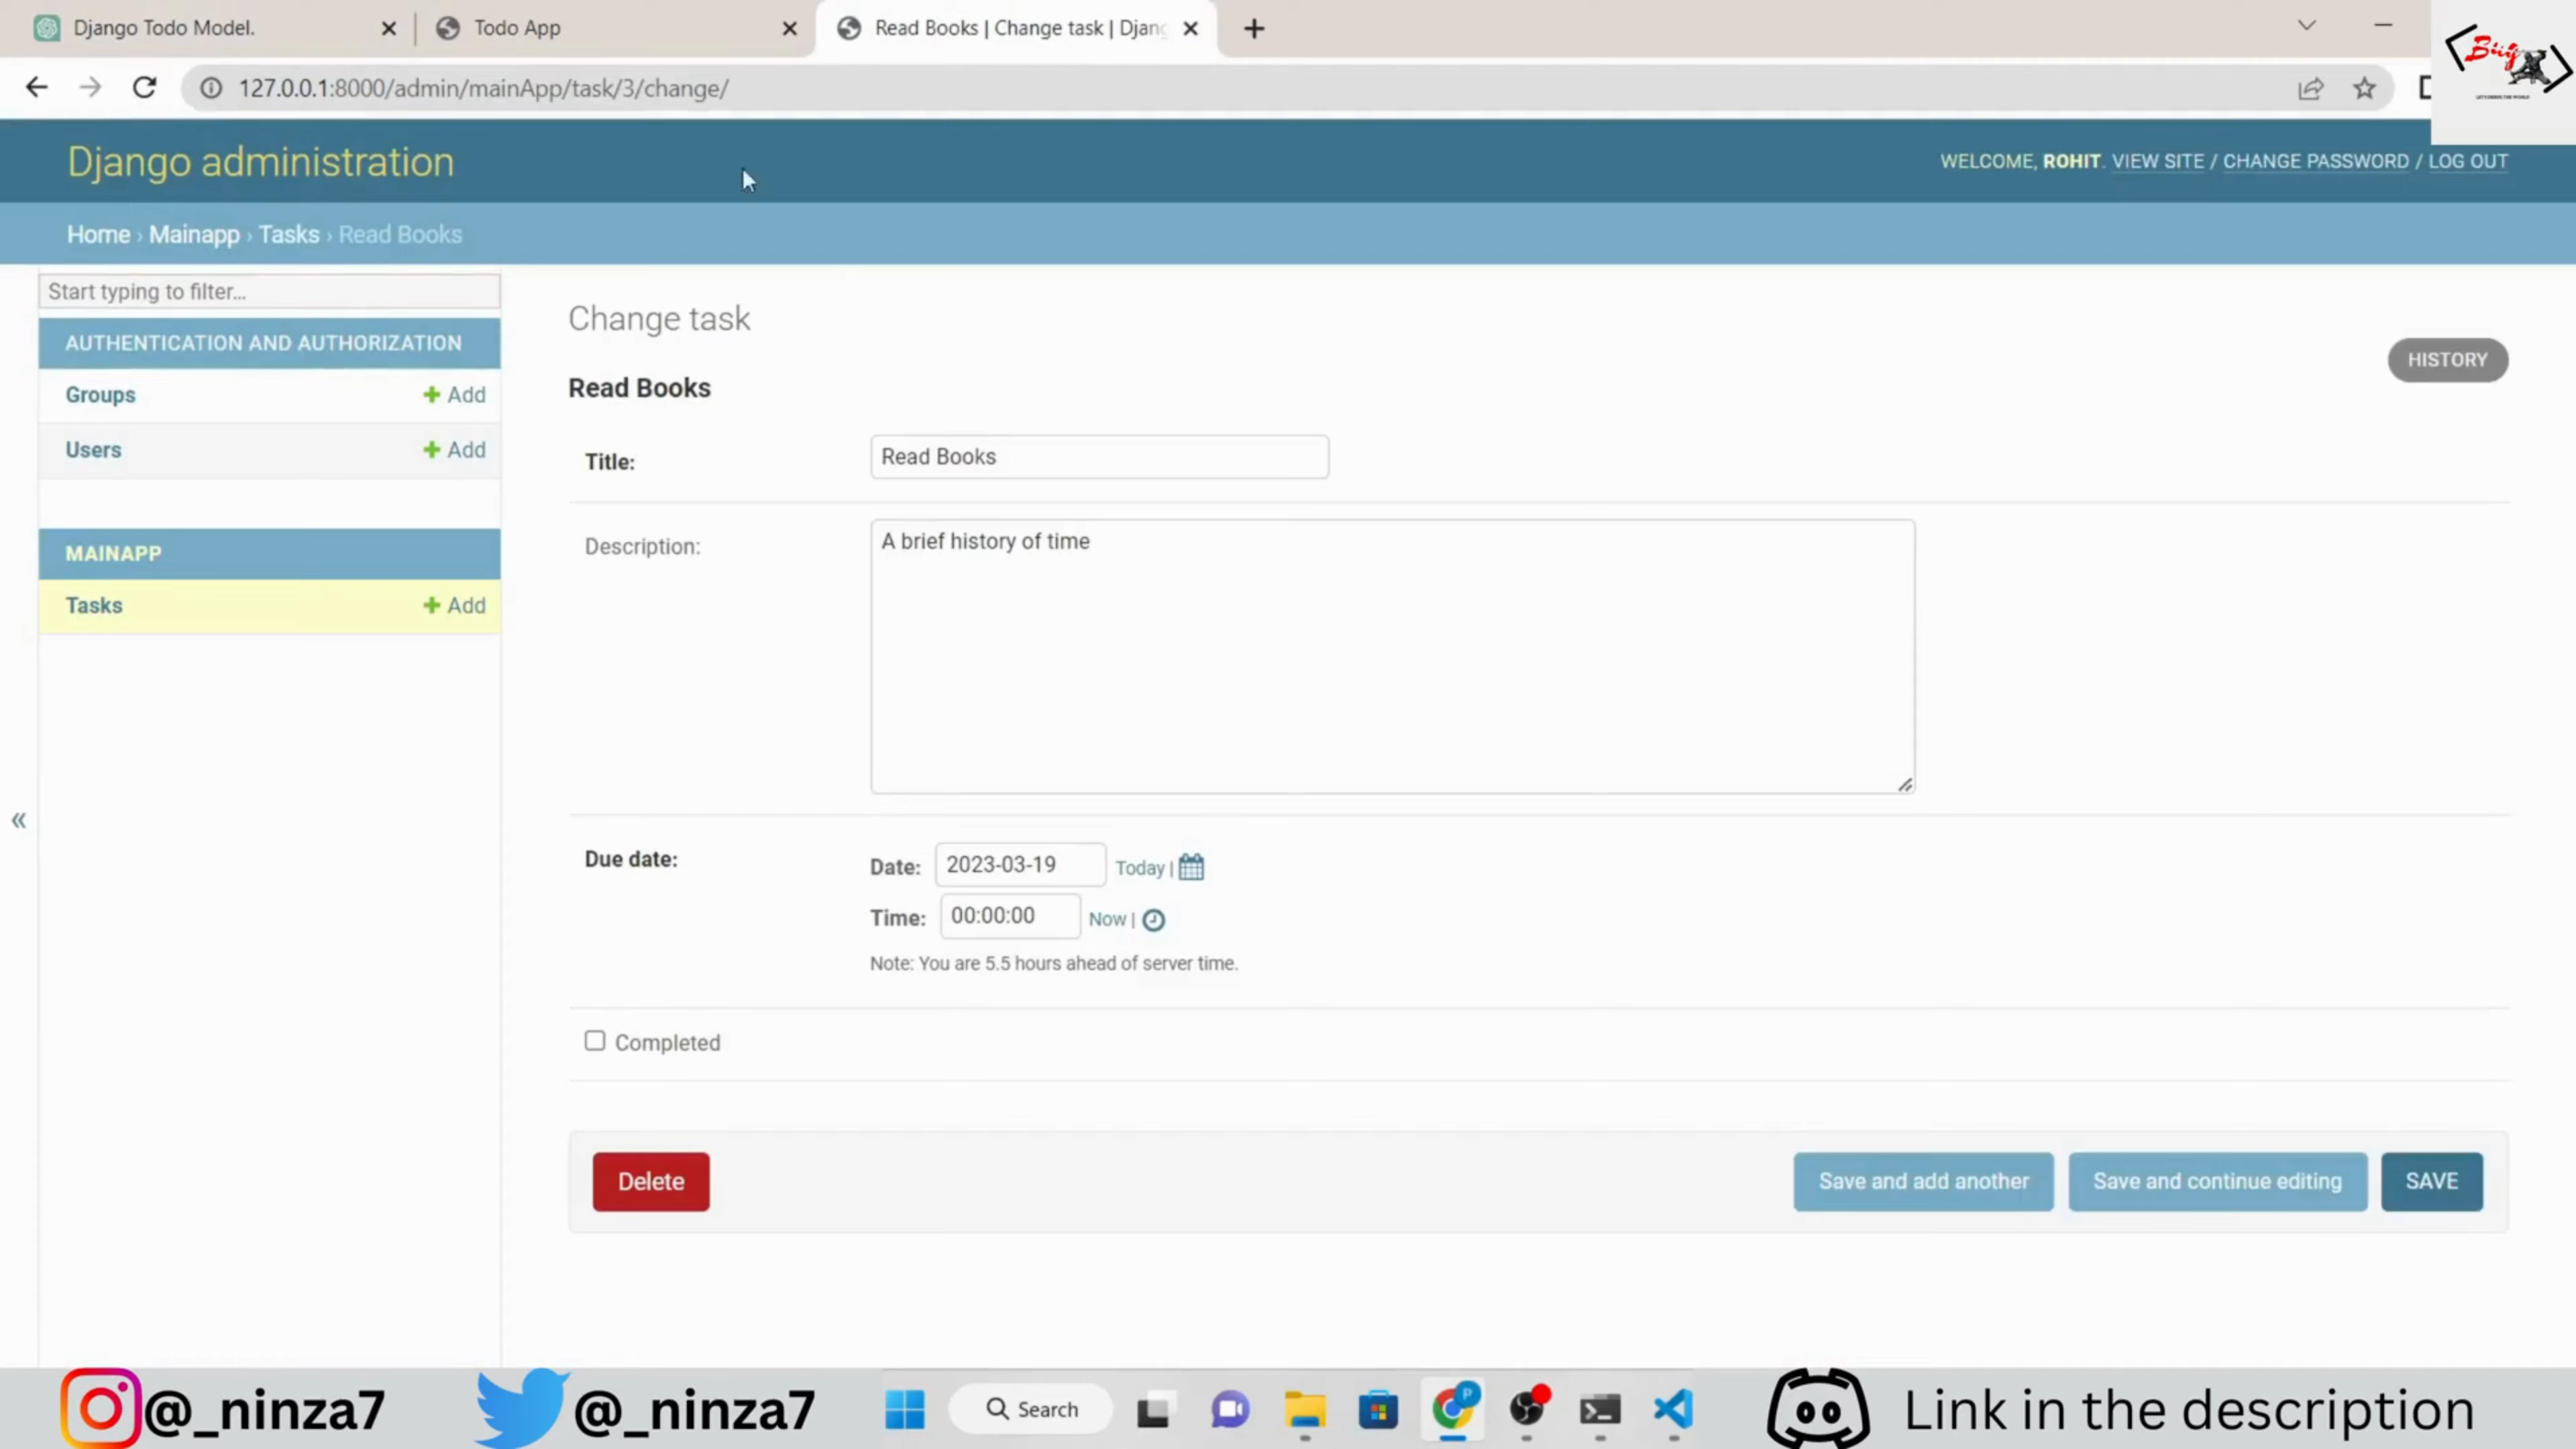 Django Todo Model.
Todo App
Read Books | Change task | Djang
127.0.0.1:8000/admin/mainApp/task/3/change/
Bug
Django administration
WELCOME, ROHIT. VIEW SITE / CHANGE PASSWORD / LOG OUT
Home › Mainapp › Tasks › Read Books
Start typing to filter...
AUTHENTICATION AND AUTHORIZATION
Groups + Add
Users + Add
MAINAPP
Tasks + Add
«
Change task
HISTORY
Read Books
Title: Read Books
Description: A brief history of time
Due date: Date: 2023-03-19 Today |
Time: 00:00:00 Now |
Note: You are 5.5 hours ahead of server time.
Completed
Delete
Save and add another
Save and continue editing
SAVE
@_ninza7
@_ninza7
Search
P
Link in the description